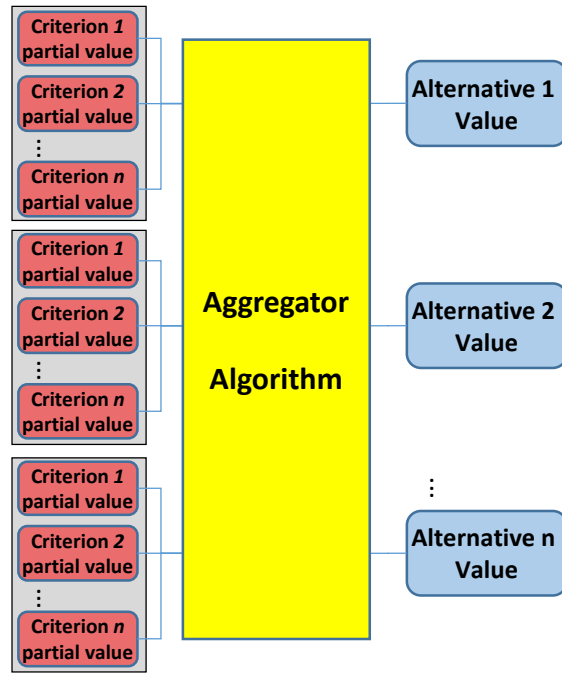 Criterion 1
partial value
Criterion 2
partial value
⋮
Criterion n
partial value
Criterion 1
partial value
Criterion 2
partial value
⋮
Criterion n
partial value
Criterion 1
partial value
Criterion 2
partial value
⋮
Criterion n
partial value
Aggregator
Algorithm
Alternative 1
Value
Alternative 2
Value
⋮
Alternative n
Value